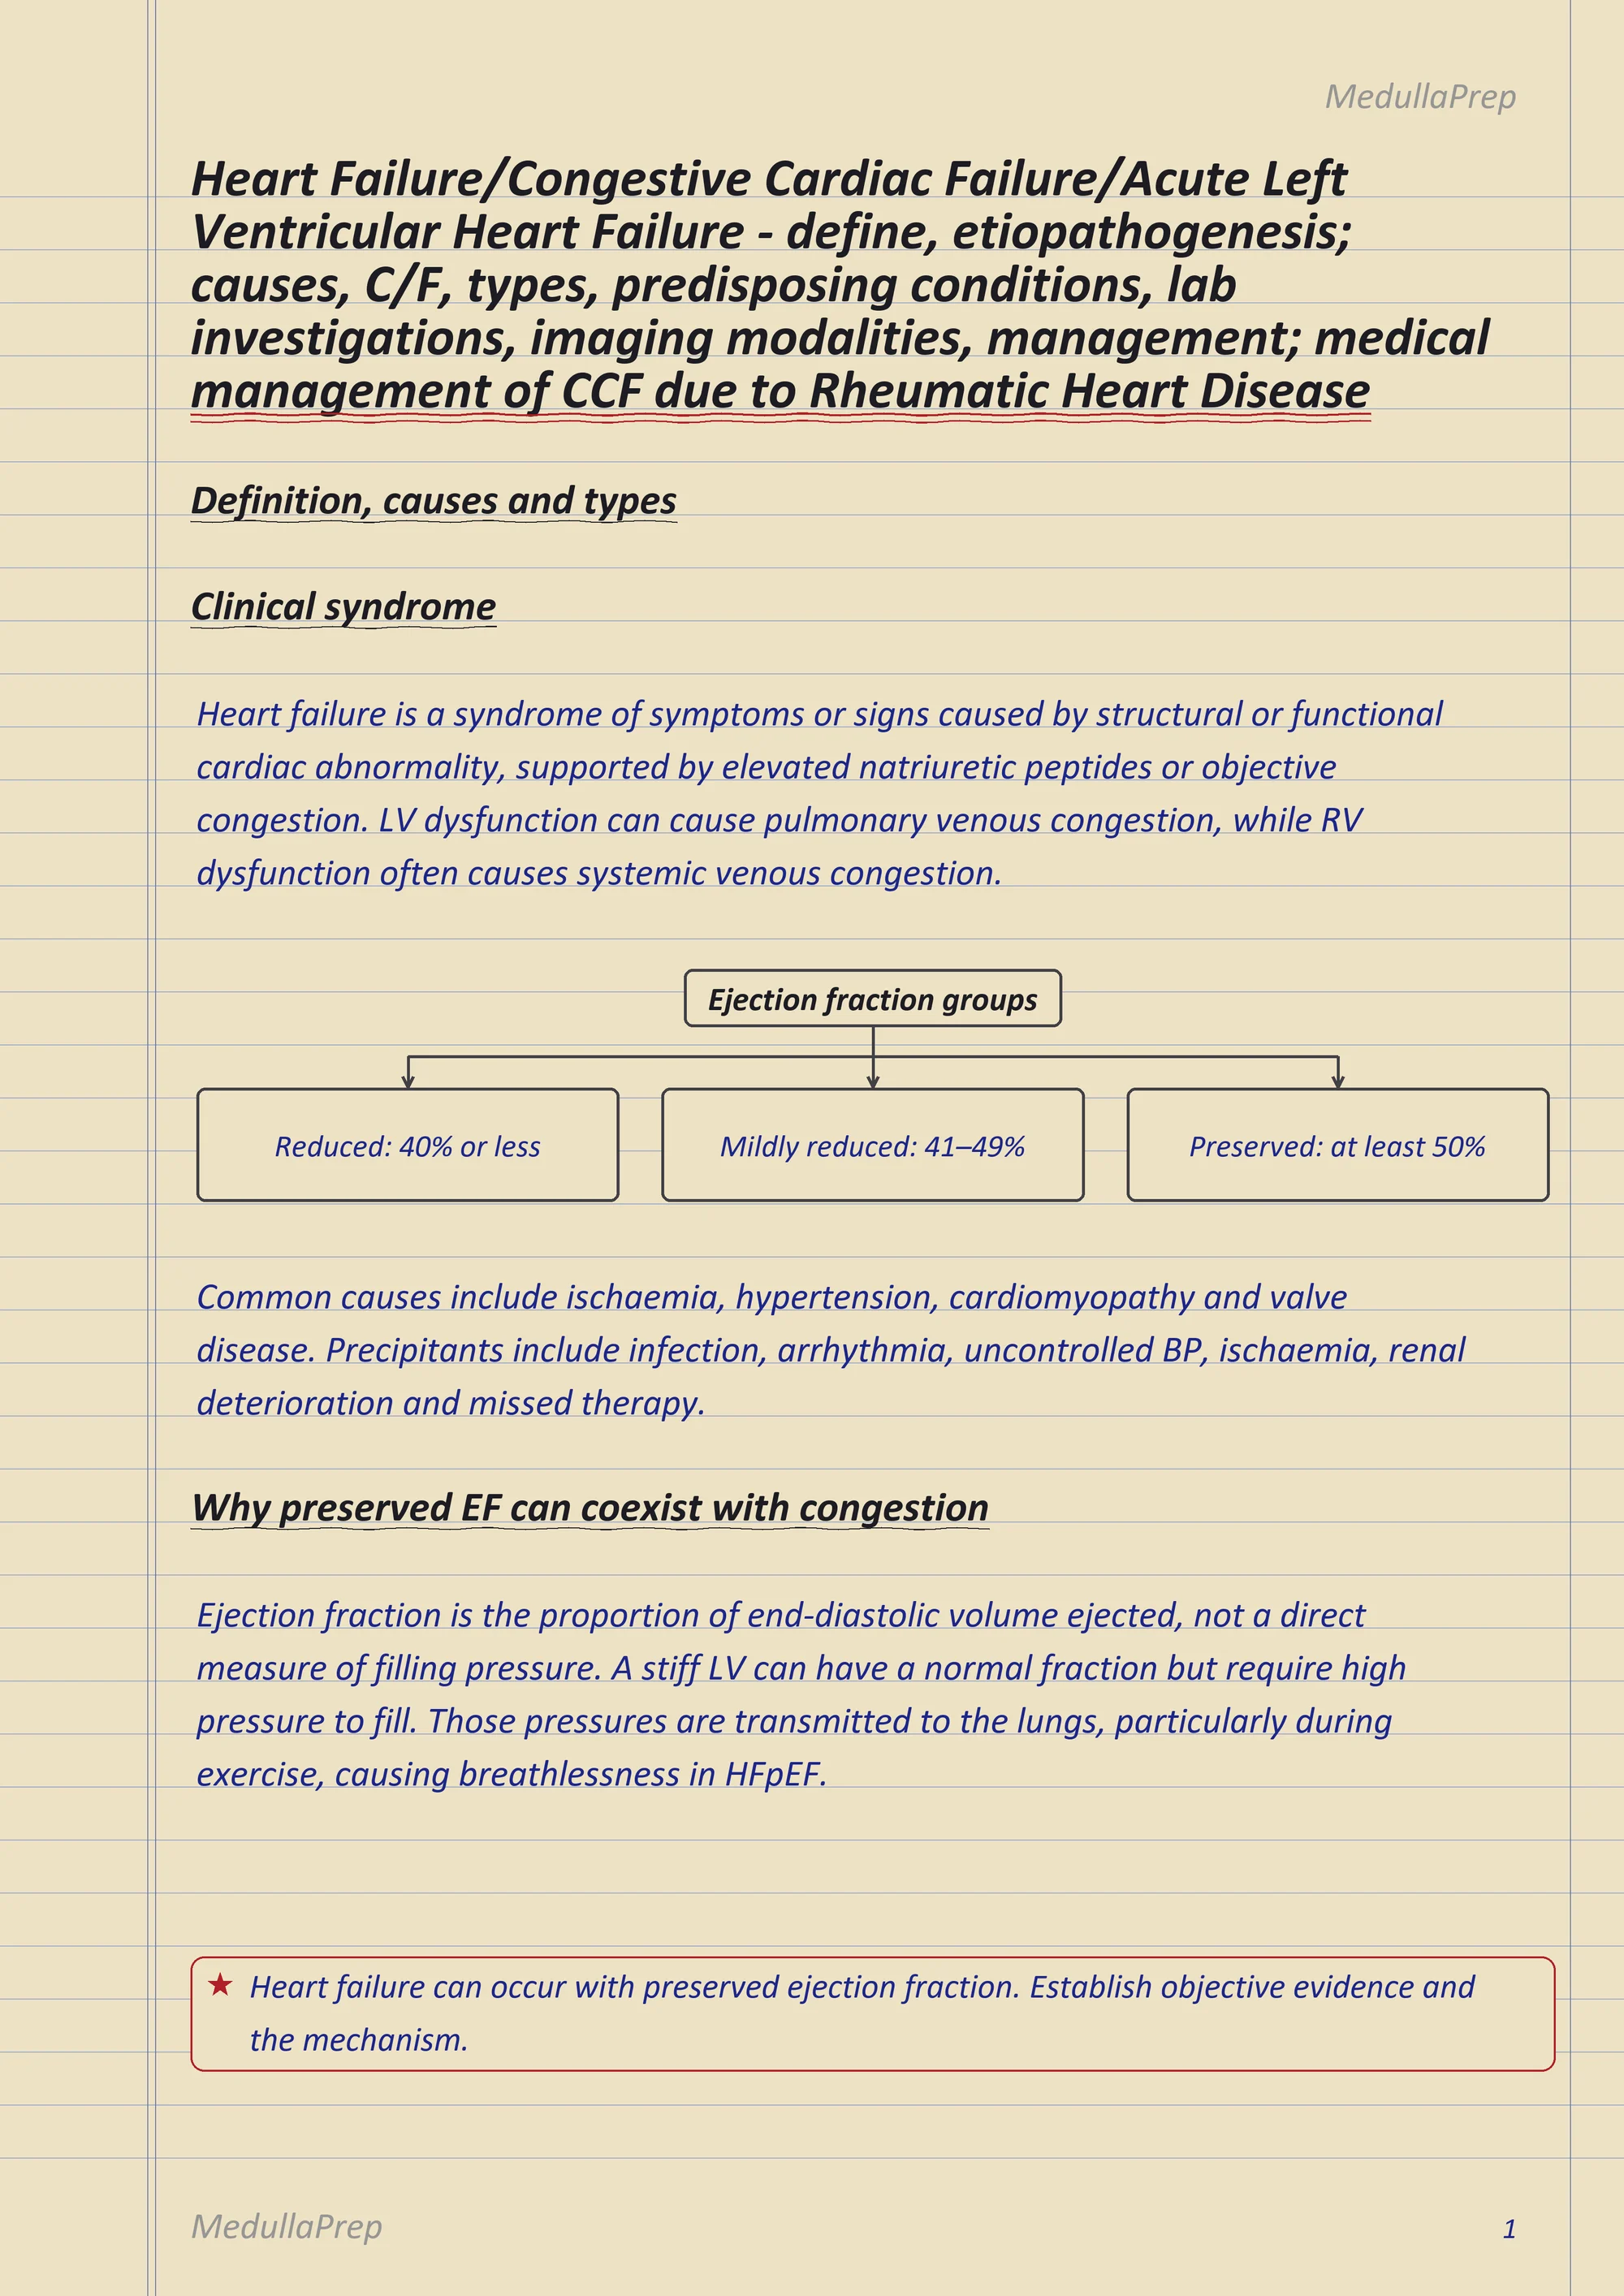 MedullaPrep
Heart Failure/Congestive Cardiac Failure/Acute Left
Ventricular Heart Failure - define, etiopathogenesis;
causes, C/F, types, predisposing conditions, lab
investigations, imaging modalities, management; medical
management of CCF due to Rheumatic Heart Disease
Definition, causes and types
Clinical syndrome
Heart failure is a syndrome of symptoms or signs caused by structural or functional
cardiac abnormality, supported by elevated natriuretic peptides or objective
congestion. LV dysfunction can cause pulmonary venous congestion, while RV
dysfunction often causes systemic venous congestion.
Ejection fraction groups
Reduced: 40% or less
Mildly reduced: 41–49%
Preserved: at least 50%
Common causes include ischaemia, hypertension, cardiomyopathy and valve
disease. Precipitants include infection, arrhythmia, uncontrolled BP, ischaemia, renal
deterioration and missed therapy.
Why preserved EF can coexist with congestion
Ejection fraction is the proportion of end-diastolic volume ejected, not a direct
measure of filling pressure. A stiff LV can have a normal fraction but require high
pressure to fill. Those pressures are transmitted to the lungs, particularly during
exercise, causing breathlessness in HFpEF.
★ Heart failure can occur with preserved ejection fraction. Establish objective evidence and
the mechanism.
MedullaPrep
1